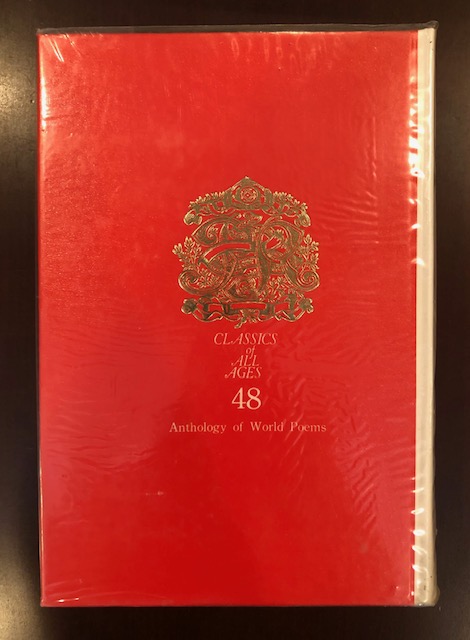 CLASSICS
of
ALL
AGES
48
Anthology of World Poems